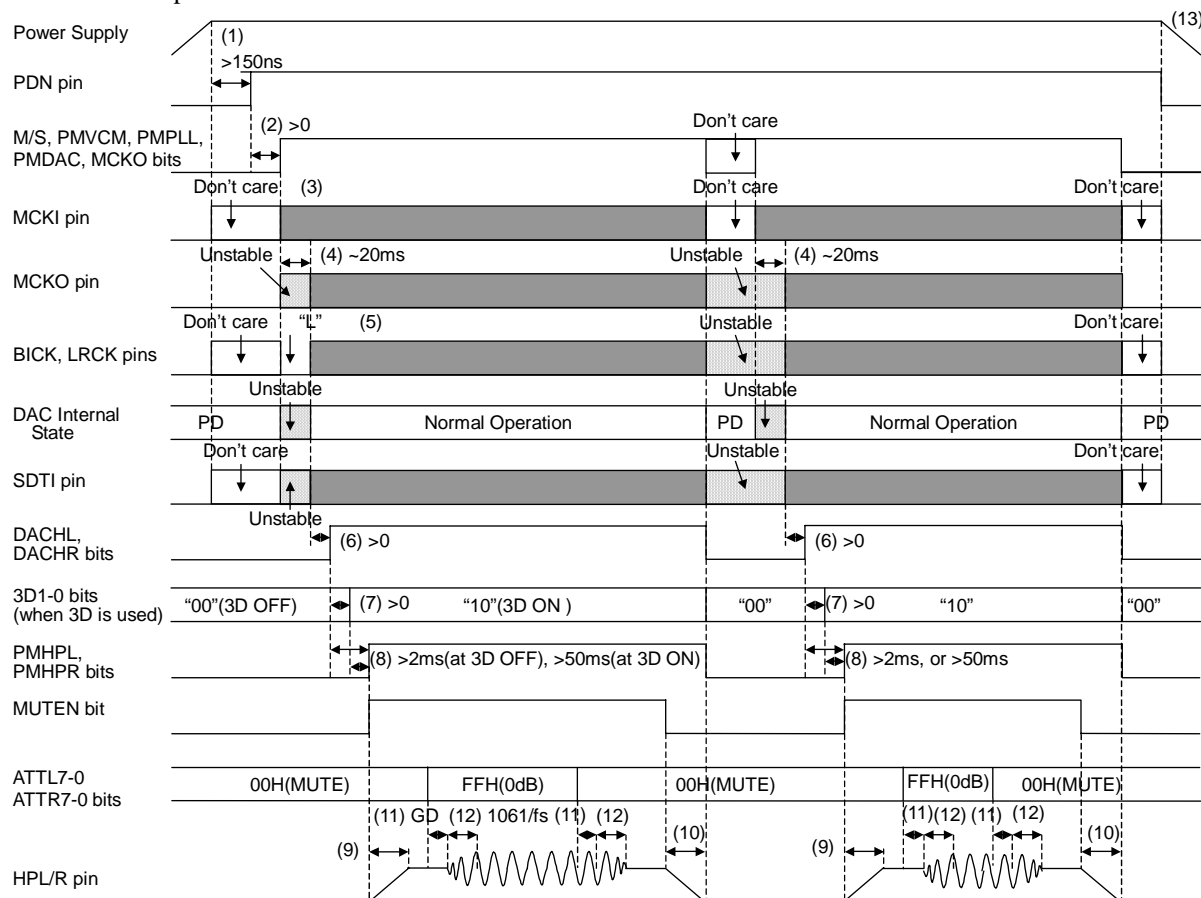 Power Supply (1) (13)
>150ns
PDN pin
(2) >0 Don't care
M/S, PMVCM, PMPLL,
PMDAC, MCKO bits
Don't care (3) Don't care Don't care
MCKI pin
Unstable (4) ~20ms Unstable (4) ~20ms
MCKO pin
Don't care “L” (5) Unstable Don't care
BICK, LRCK pins
Unstable Unstable
DAC Internal
State
PD Normal Operation PD Normal Operation PD
Don't care Unstable Don't care
SDTI pin
Unstable
DACHL,
DACHR bits
(6) >0 (6) >0
3D1-0 bits
(when 3D is used)
“00”(3D OFF) (7) >0 “10”(3D ON ) “00” (7) >0 “10” “00”
PMHPL,
PMHPR bits
(8) >2ms(at 3D OFF), >50ms(at 3D ON) (8) >2ms, or >50ms
MUTEN bit
ATTL7-0
ATTR7-0 bits
00H(MUTE) FFH(0dB) 00H(MUTE) FFH(0dB) 00H(MUTE)
(11) GD (12) 1061/fs (11) (12) (11) (12) (11) (12)
(9) (10) (9) (10)
HPL/R pin